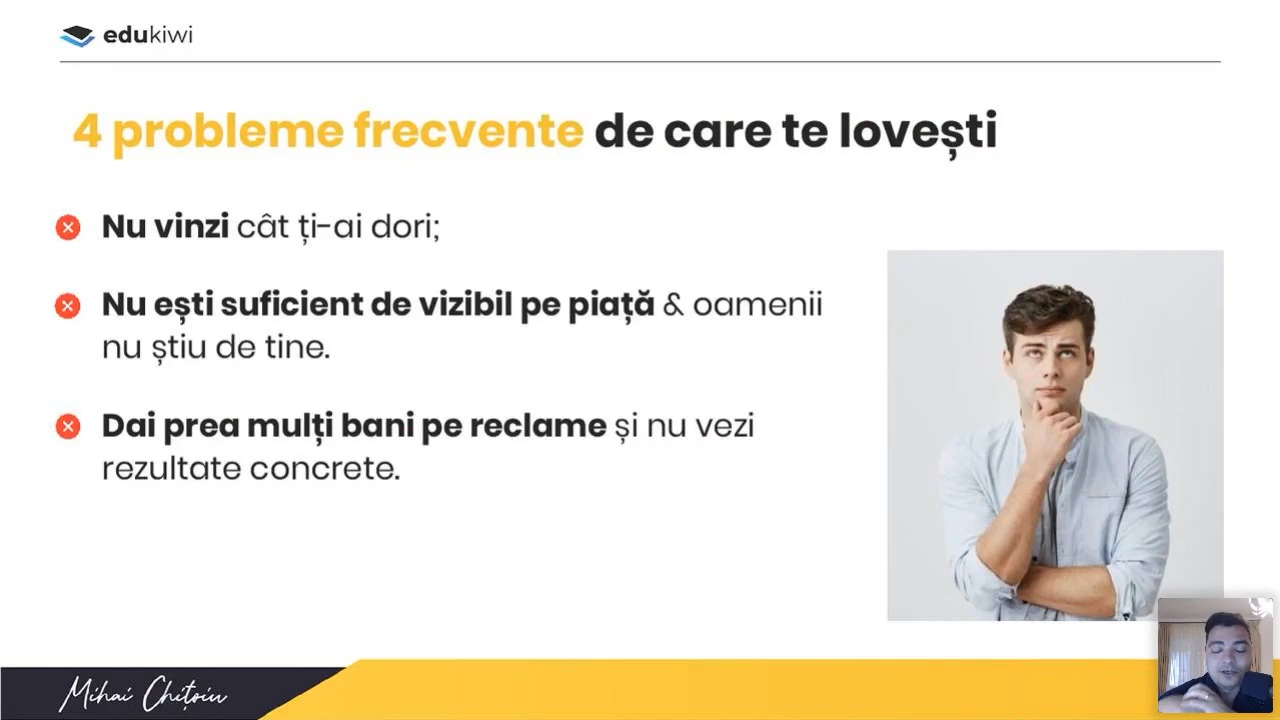 edukiwi
4 probleme frecvente de care te lovești
Nu vinzi cât ți-ai dori;
Nu ești suficient de vizibil pe piață & oamenii
nu știu de tine.
Dai prea mulți bani pe reclame și nu vezi
rezultate concrete.
Mihai Chițoiu